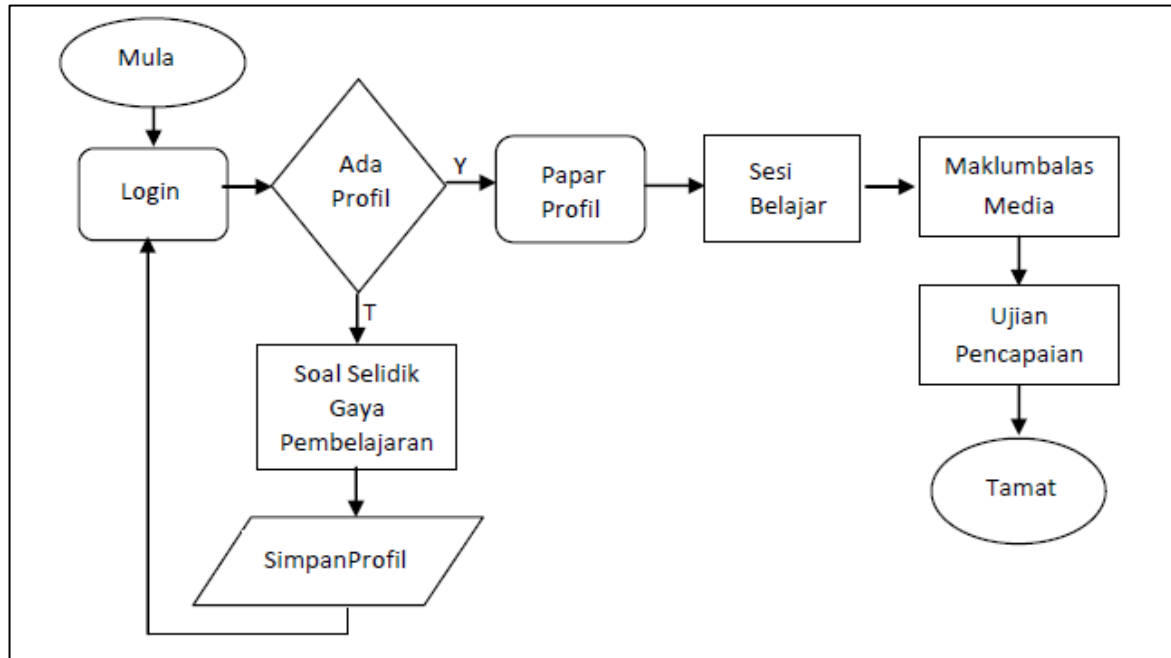 Mula
Login
Ada
Profil
Y
Papar
Profil
Sesi
Belajar
Maklumbalas
Media
T
Soal Selidik
Gaya
Pembelajaran
SimpanProfil
Ujian
Pencapaian
Tamat